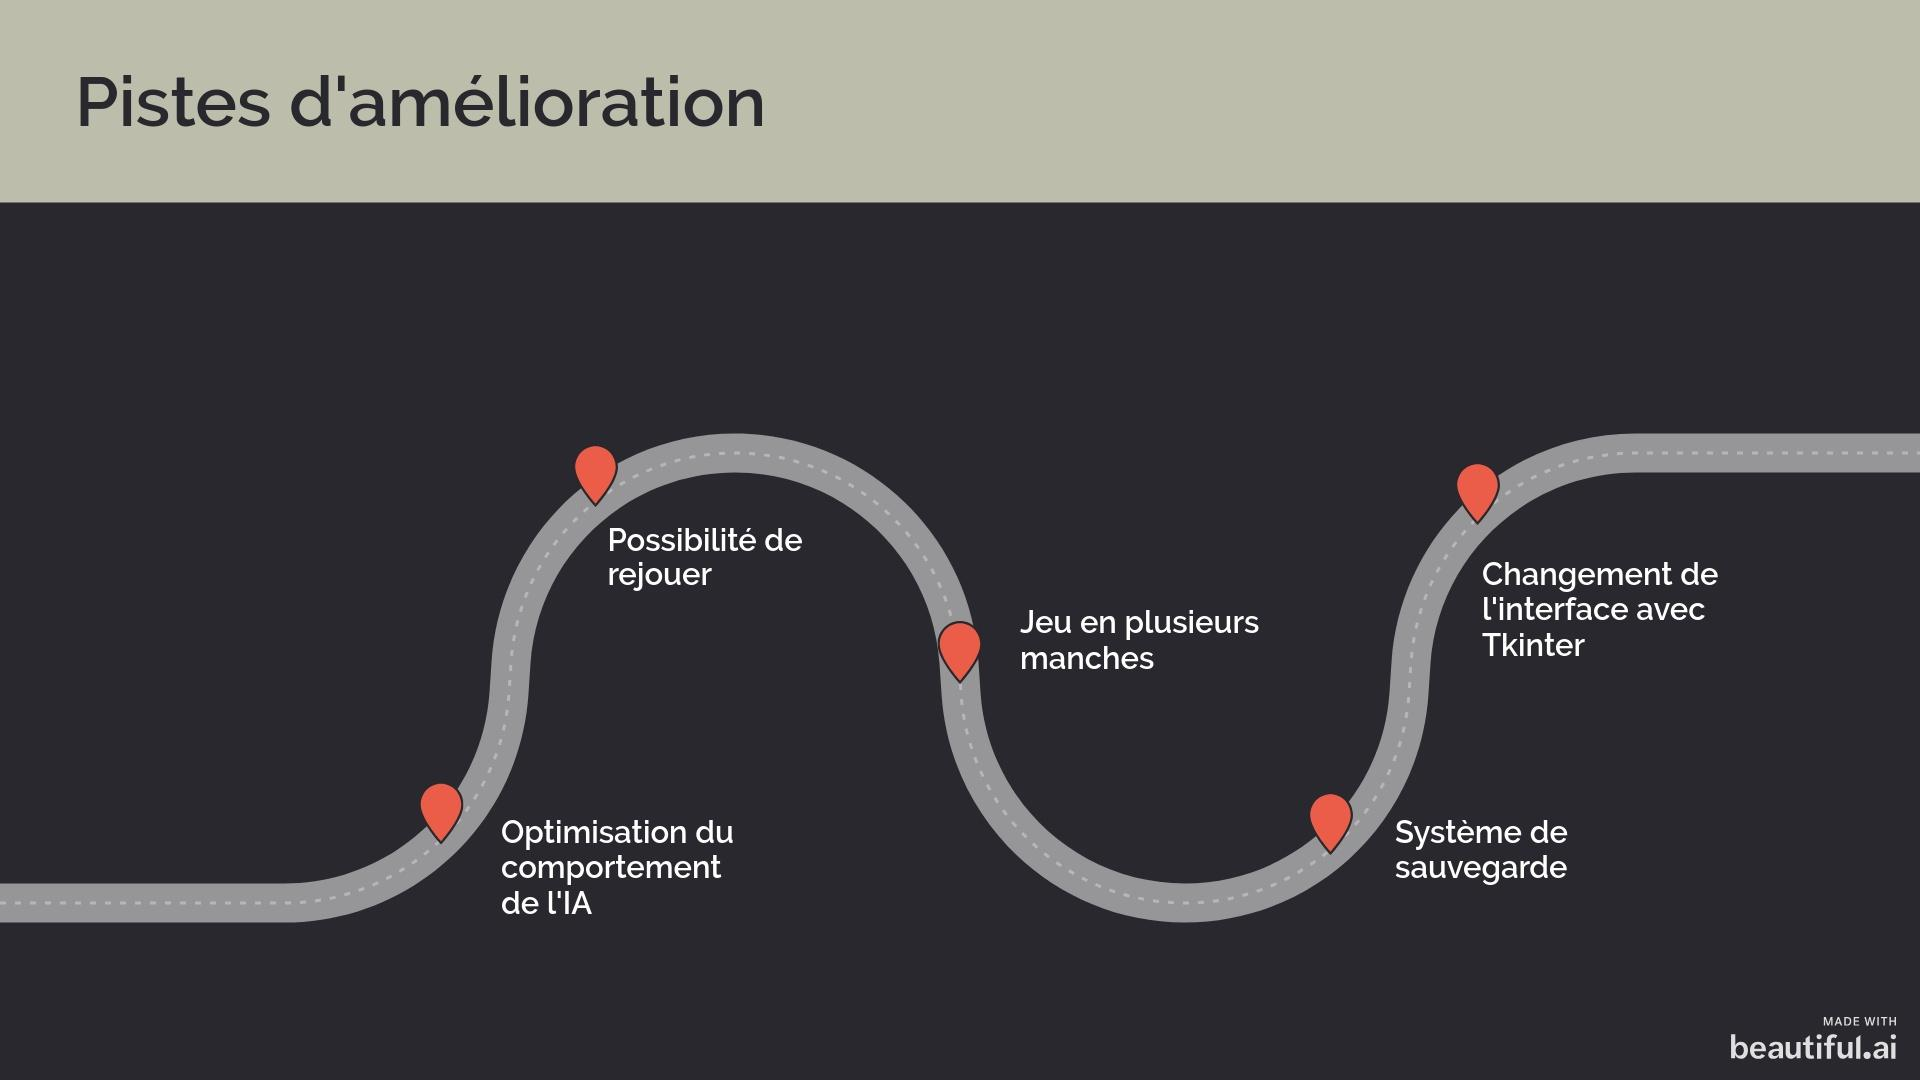 Pistes d'amélioration
Possibilité de
rejouer
Jeu en plusieurs
manches
Changement de
l'interface avec
Tkinter
Optimisation du
comportement
de l'IA
Système de
sauvegarde
MADE WITH
beautiful.ai